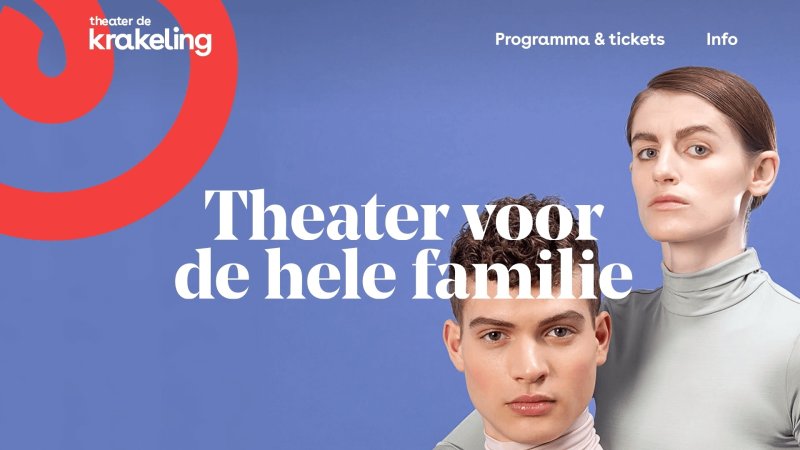 theater de
krakeling
Programma & tickets
Info
Theater voor
de hele familie